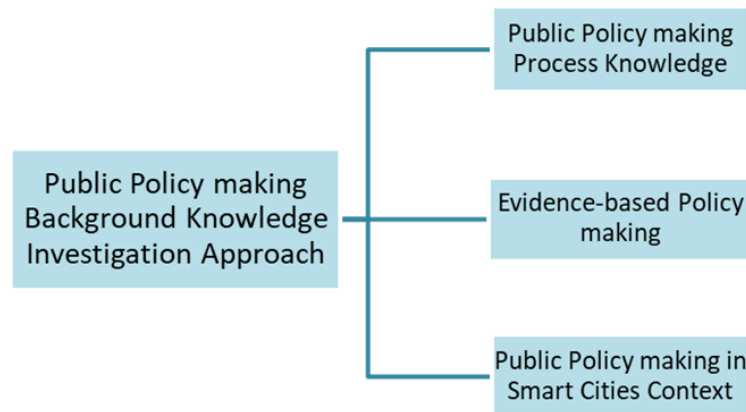 Public Policy making
Process Knowledge
Public Policy making
Background Knowledge
Investigation Approach
Evidence-based Policy
making
Public Policy making in
Smart Cities Context